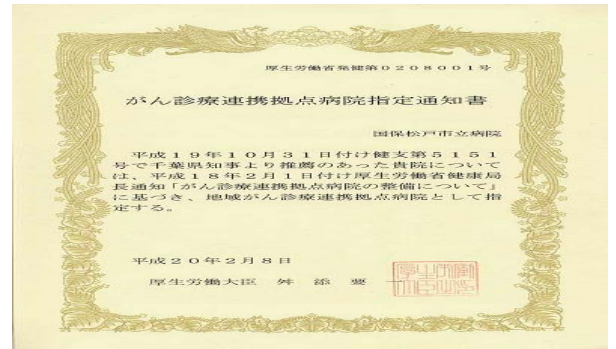 厚生労働省発健第0208001号
がん診療連携拠点病院指定通知書
国保松戸市立病院
平成19年10月31日付け健支第5151
号で千葉県知事より推薦のあった貴院について
は、平成18年2月1日付け厚生労働省健康局
長通知「がん診療連携拠点病院の整備について」
に基づき、地域がん診療連携拠点病院として指
定する。
平成20年2月8日
厚生労働大臣 舛添要